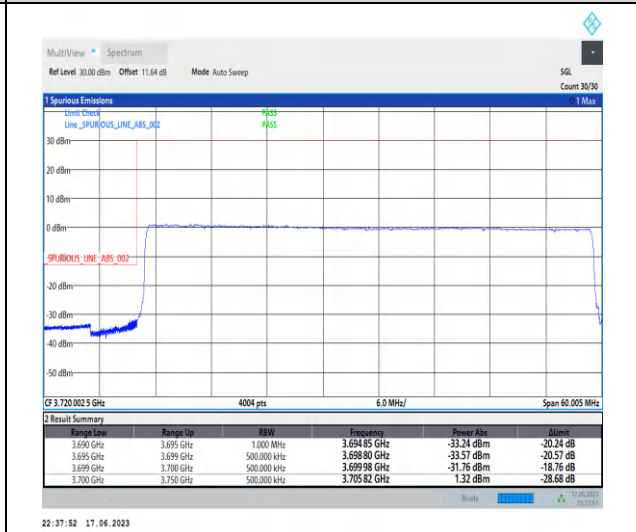 MultiView Spectrum
Ref Level 30.00 dBm Offset 11.64 dB Mode Auto Sweep SGL
Count 30/30
1 Spurious Emissions 1 Max
Limit Check PASS
Line _SPURIOUS_LINE_ABS_002 PASS
30 dBm
20 dBm
10 dBm
0 dBm
_SPURIOUS_LINE_ABS_002
-20 dBm
-30 dBm
-40 dBm
-50 dBm
CF 3.720 002 5 GHz 4004 pts 6.0 MHz/ Span 60.005 MHz
2 Result Summary
Range Low Range Up RBW Frequency Power Abs ΔLimit
3.690 GHz 3.695 GHz 1.000 MHz 3.694 85 GHz -33.24 dBm -20.24 dB
3.695 GHz 3.699 GHz 500.000 kHz 3.698 80 GHz -33.57 dBm -20.57 dB
3.699 GHz 3.700 GHz 500.000 kHz 3.699 98 GHz -31.76 dBm -18.76 dB
3.700 GHz 3.750 GHz 500.000 kHz 3.705 82 GHz 1.32 dBm -28.68 dB
Ready 17.06.2023
22:37:52 17.06.2023